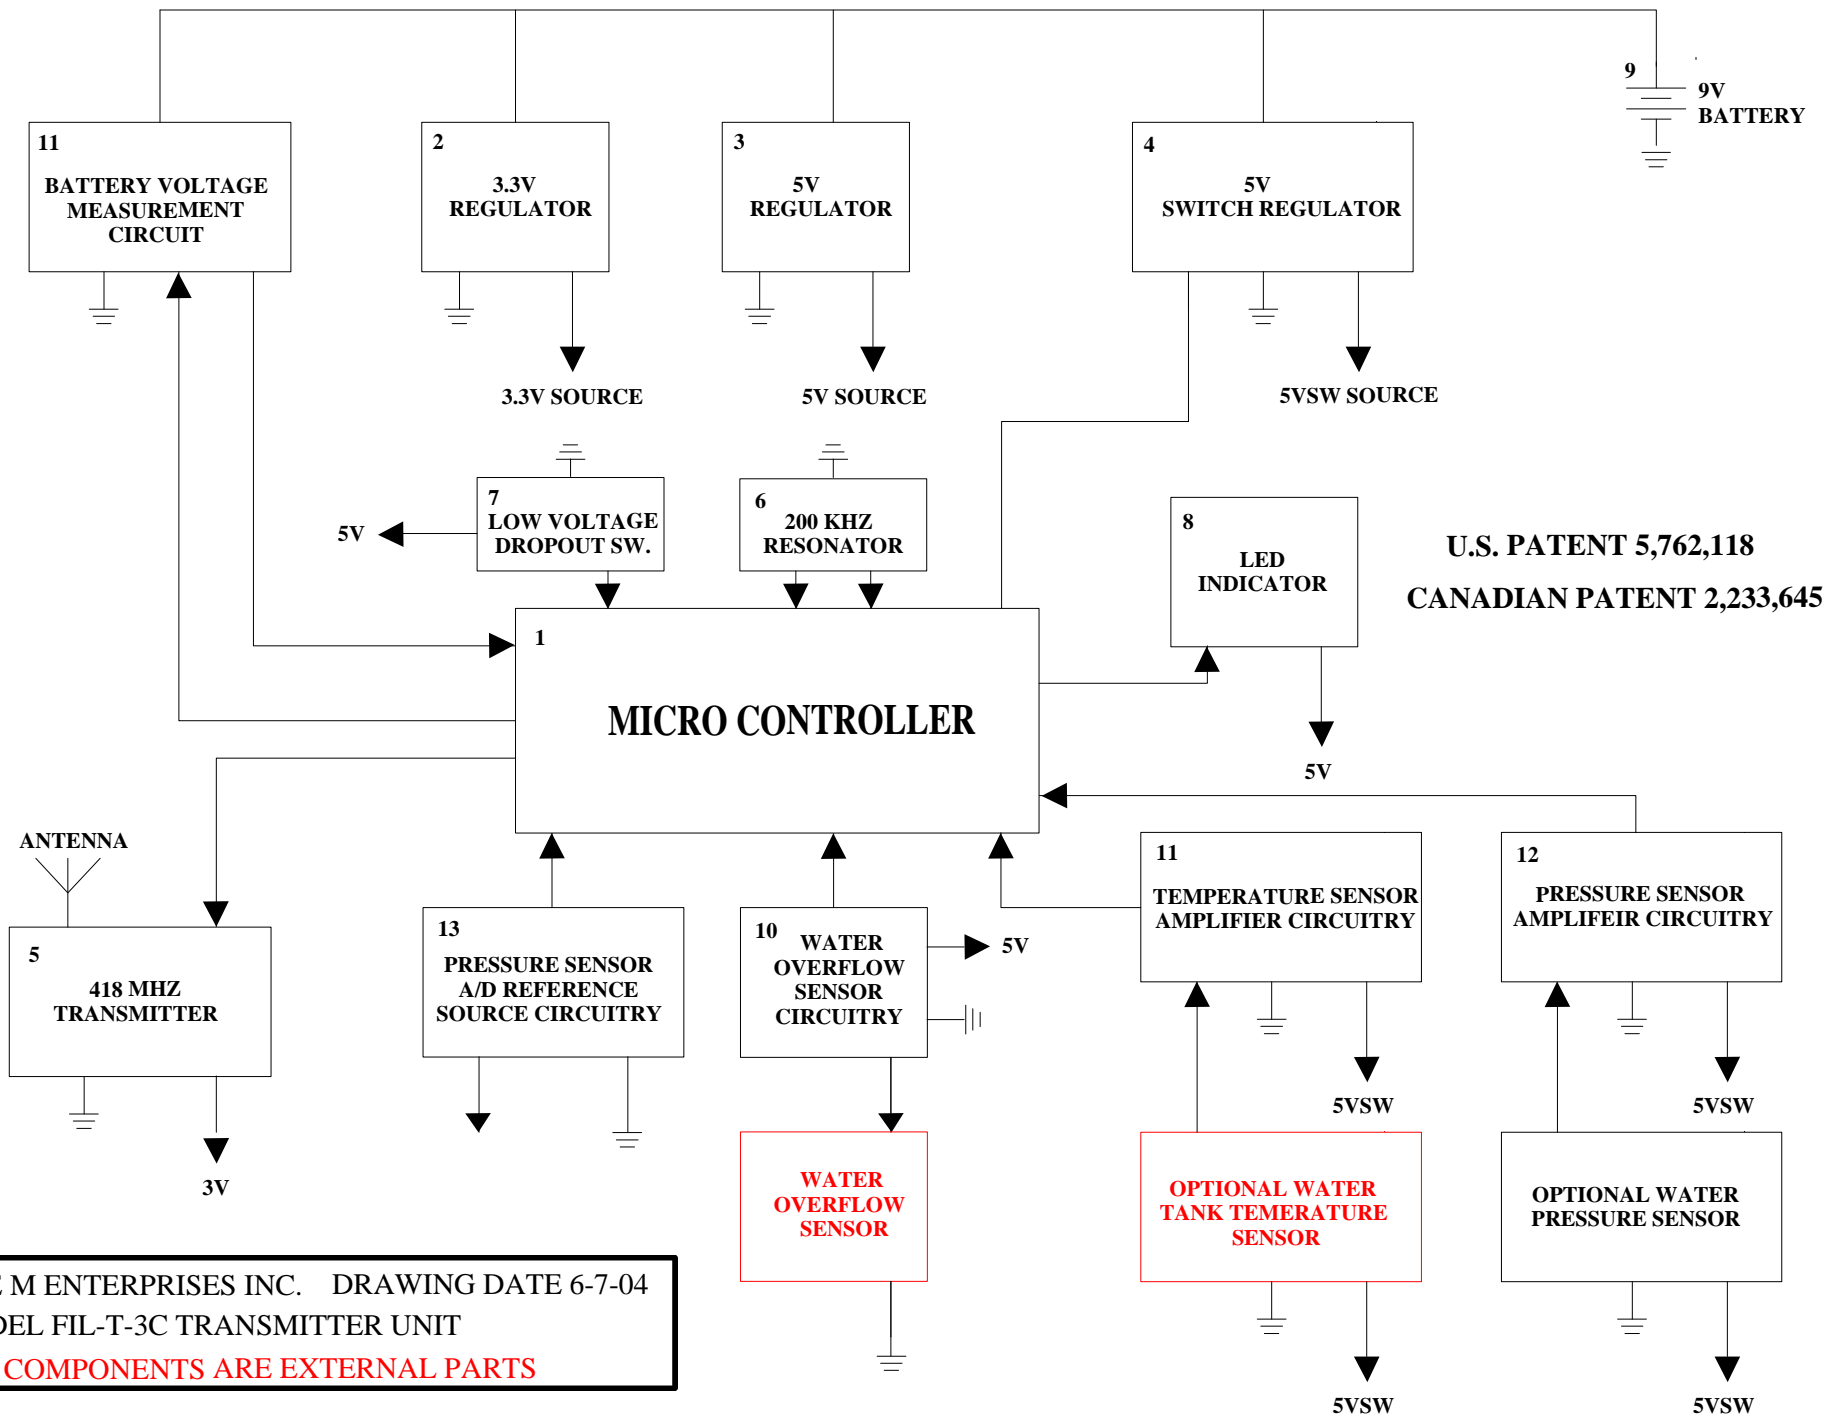 9
9V
BATTERY
11
BATTERY VOLTAGE
MEASUREMENT
CIRCUIT
2
3.3V
REGULATOR
3
5V
REGULATOR
4
5V
SWITCH REGULATOR
3.3V SOURCE
5V SOURCE
5VSW SOURCE
7
LOW VOLTAGE
DROPOUT SW.
5V
6
200 KHZ
RESONATOR
8
LED
INDICATOR
U.S. PATENT 5,762,118
CANADIAN PATENT 2,233,645
1
MICRO CONTROLLER
5V
ANTENNA
5
418 MHZ
TRANSMITTER
3V
13
PRESSURE SENSOR
A/D REFERENCE
SOURCE CIRCUITRY
10
WATER
OVERFLOW
SENSOR
CIRCUITRY
5V
11
TEMPERATURE SENSOR
AMPLIFIER CIRCUITRY
12
PRESSURE SENSOR
AMPLIFEIR CIRCUITRY
5VSW
5VSW
WATER
OVERFLOW
SENSOR
OPTIONAL WATER
TANK TEMERATURE
SENSOR
OPTIONAL WATER
PRESSURE SENSOR
5VSW
5VSW
M ENTERPRISES INC. DRAWING DATE 6-7-04
FIL-T-3C TRANSMITTER UNIT
COMPONENTS ARE EXTERNAL PARTS